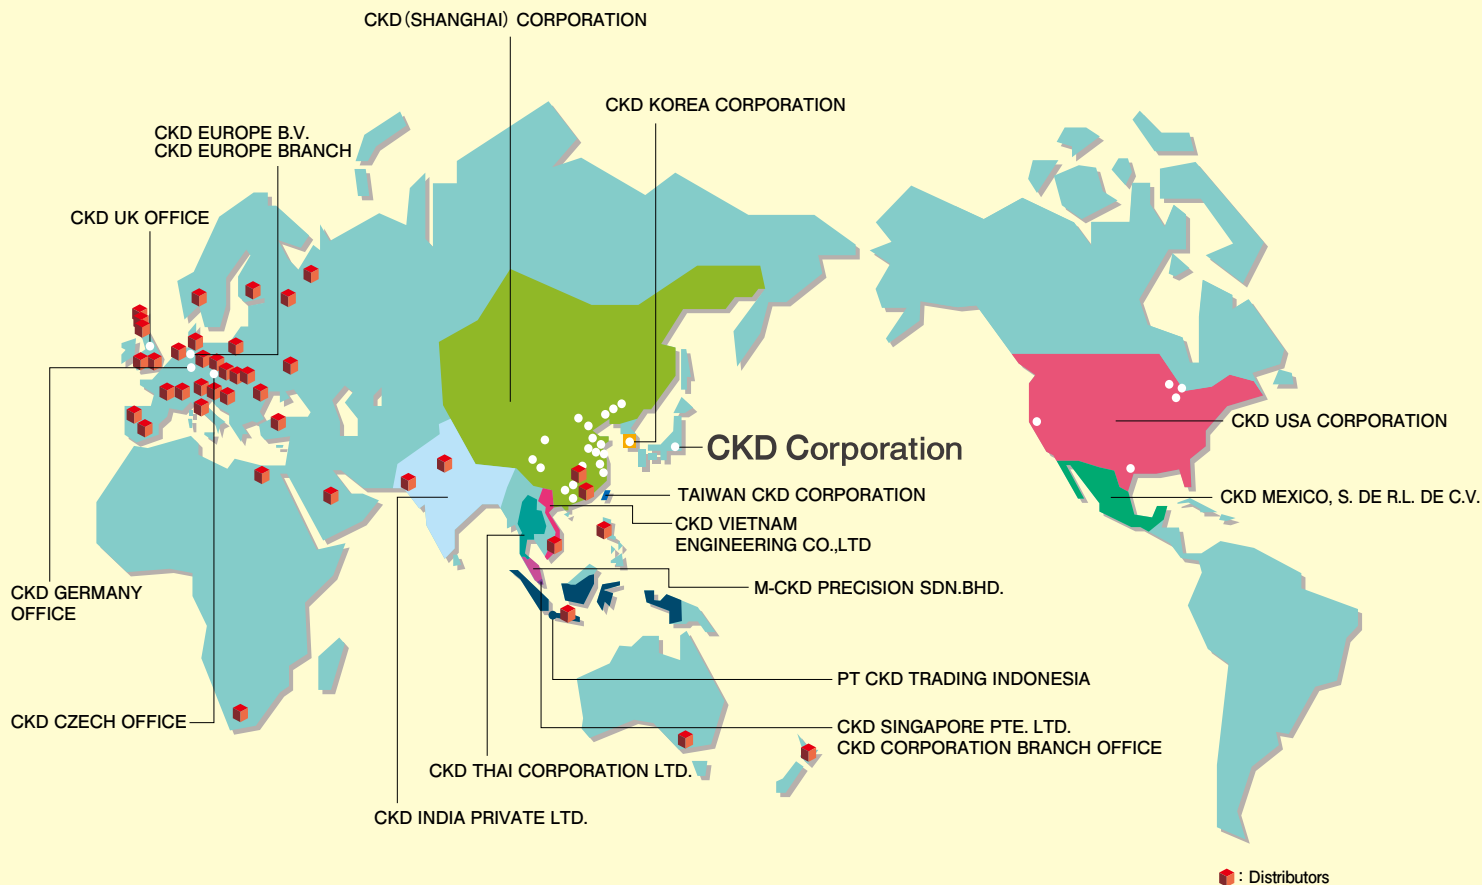 CKD(SHANGHAI) CORPORATION
CKD KOREA CORPORATION
CKD EUROPE B.V.
CKD EUROPE BRANCH
CKD UK OFFICE
CKD USA CORPORATION
CKD Corporation
TAIWAN CKD CORPORATION
CKD MEXICO, S. DE R.L. DE C.V.
CKD VIETNAM
ENGINEERING CO.,LTD
M-CKD PRECISION SDN.BHD.
CKD GERMANY
OFFICE
PT CKD TRADING INDONESIA
CKD CZECH OFFICE
CKD SINGAPORE PTE. LTD.
CKD CORPORATION BRANCH OFFICE
CKD THAI CORPORATION LTD.
CKD INDIA PRIVATE LTD.
: Distributors